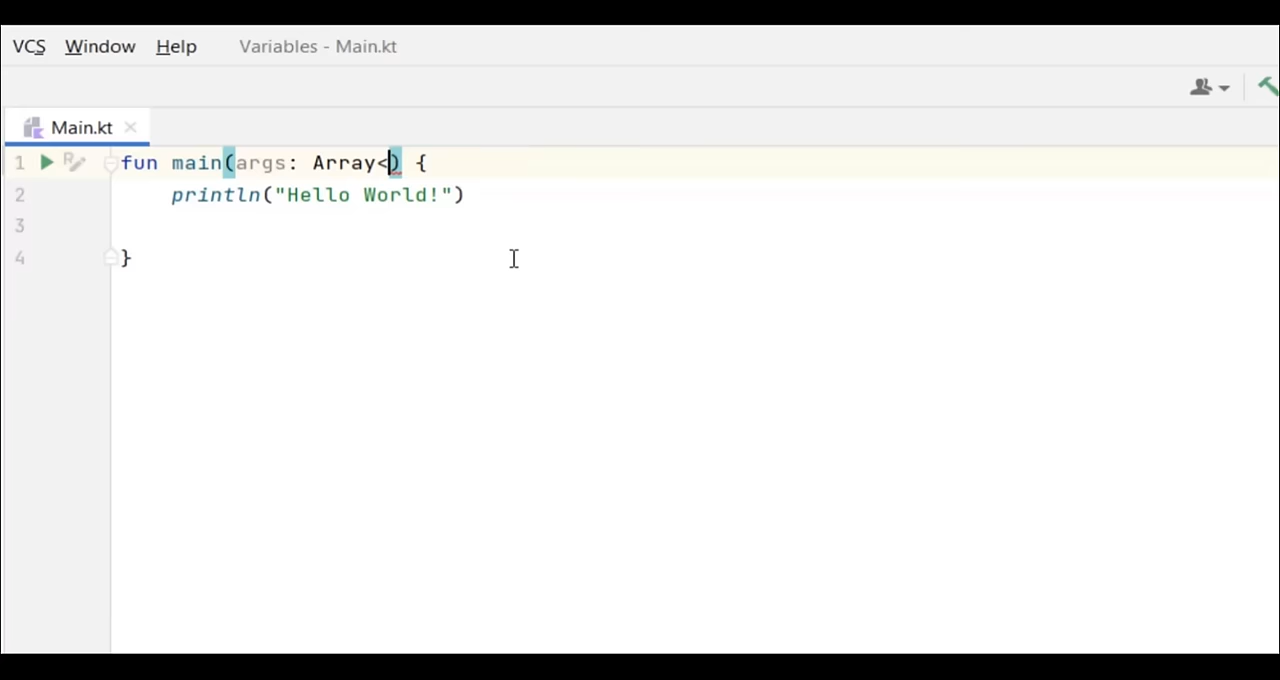 VCS Window Help Variables - Main.kt
Main.kt
1 fun main(args: Array<) {
2     println("Hello World!")
3
4 }